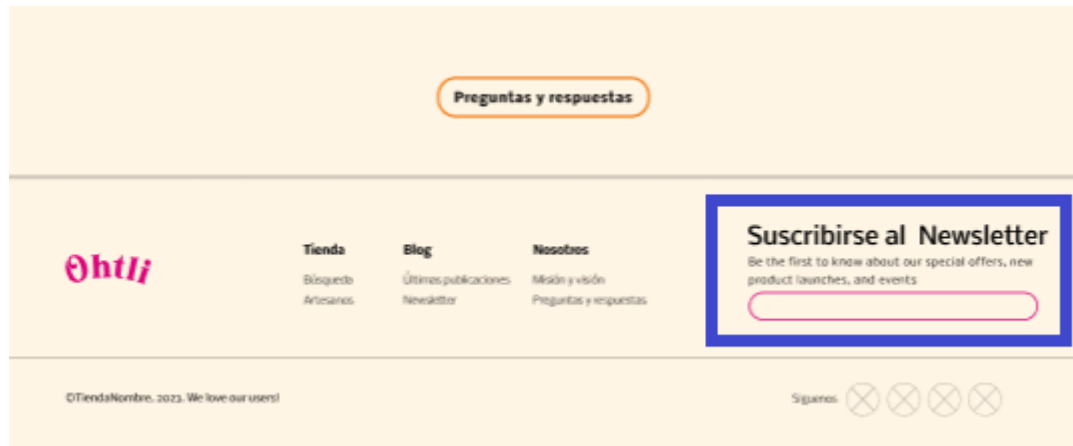 Preguntas y respuestas
Ohtli
Tienda
Búsqueda
Artesanos
Blog
Últimas publicaciones
Newsletter
Nosotros
Misión y visión
Preguntas y respuestas
Suscribirse al Newsletter
Be the first to know about our special offers, new
product launches, and events
©TiendaNombre. 2023. We love our users!
Síguenos